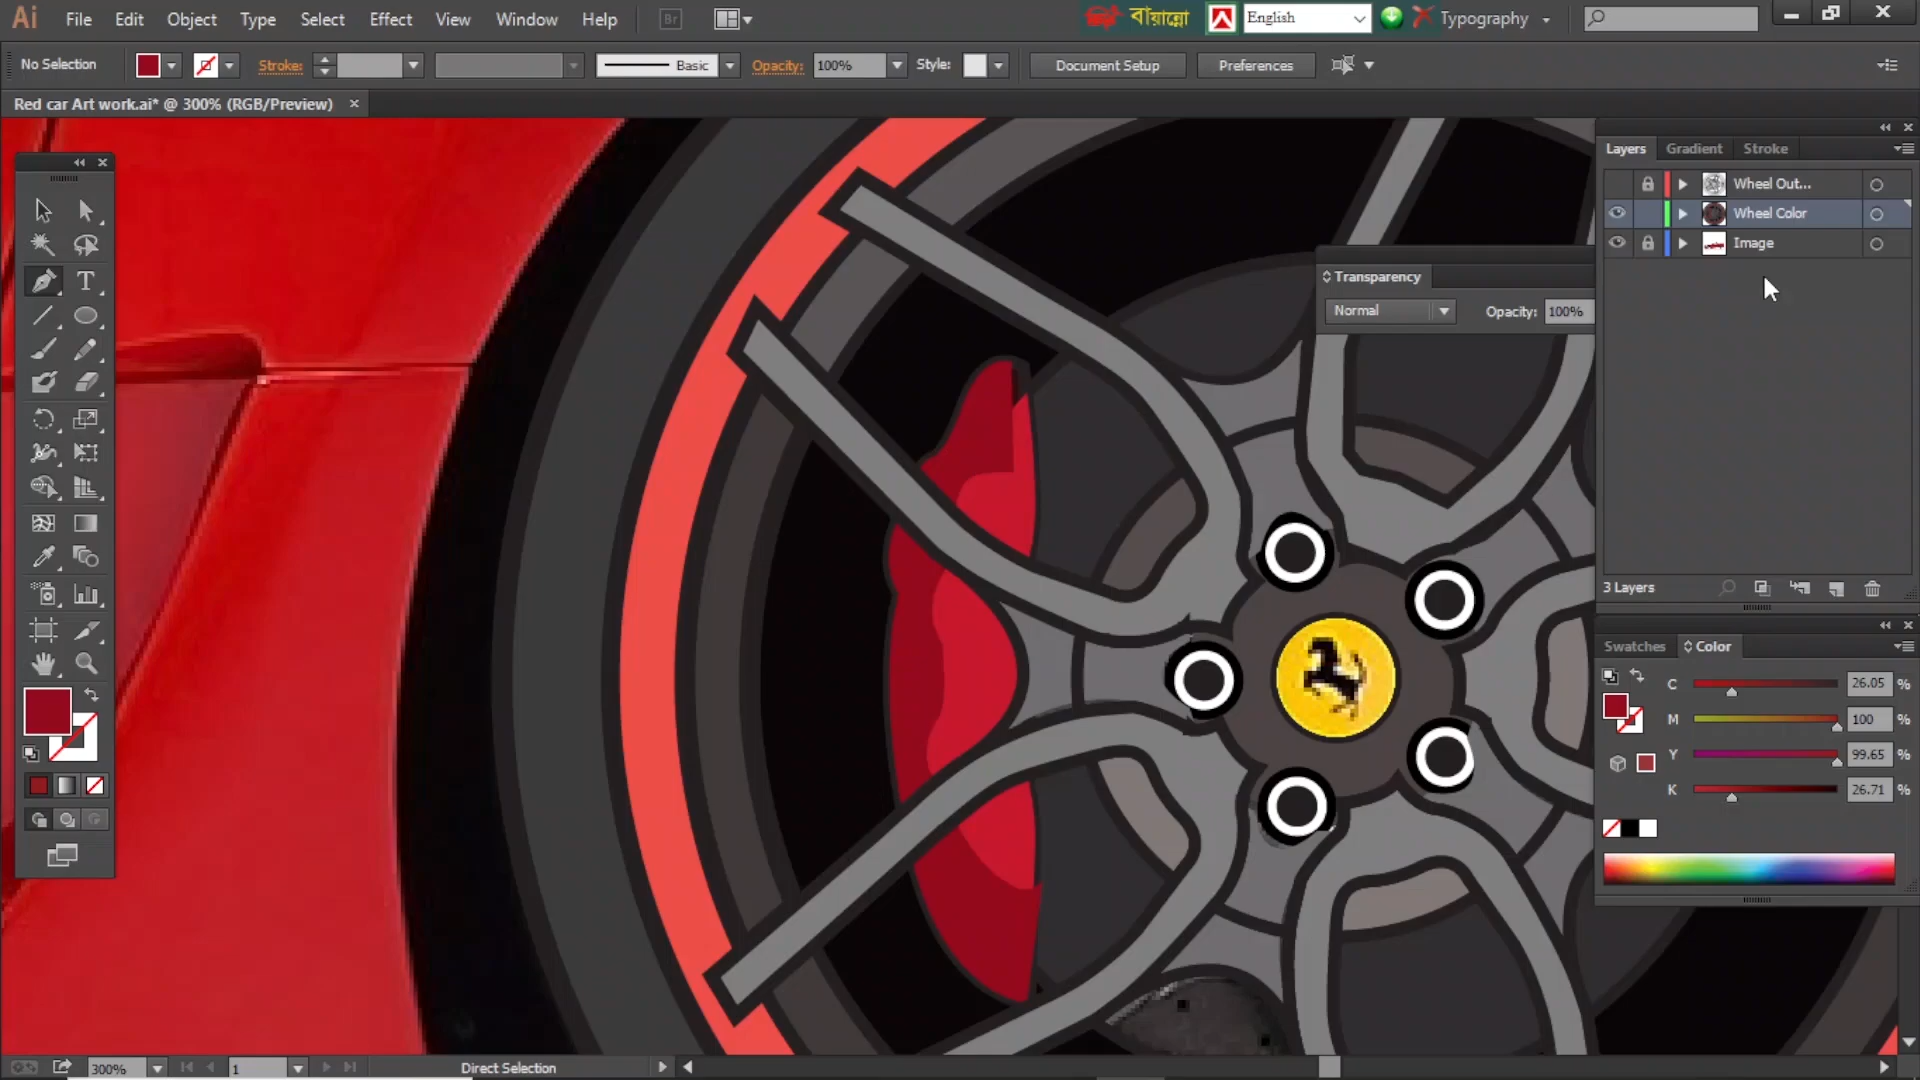 Ai File Edit Object Type Select Effect View Window Help Br বায়ান্নো English Typography
No Selection Stroke: Basic Opacity: 100% Style: Document Setup Preferences
Red car Art work.ai* @ 300% (RGB/Preview)
Layers Gradient Stroke
Wheel Out...
Wheel Color
Image
Transparency
Normal Opacity: 100%
3 Layers
Swatches Color
C 26.05 %
M 100 %
Y 99.65 %
K 26.71 %
T
300% 1 Direct Selection